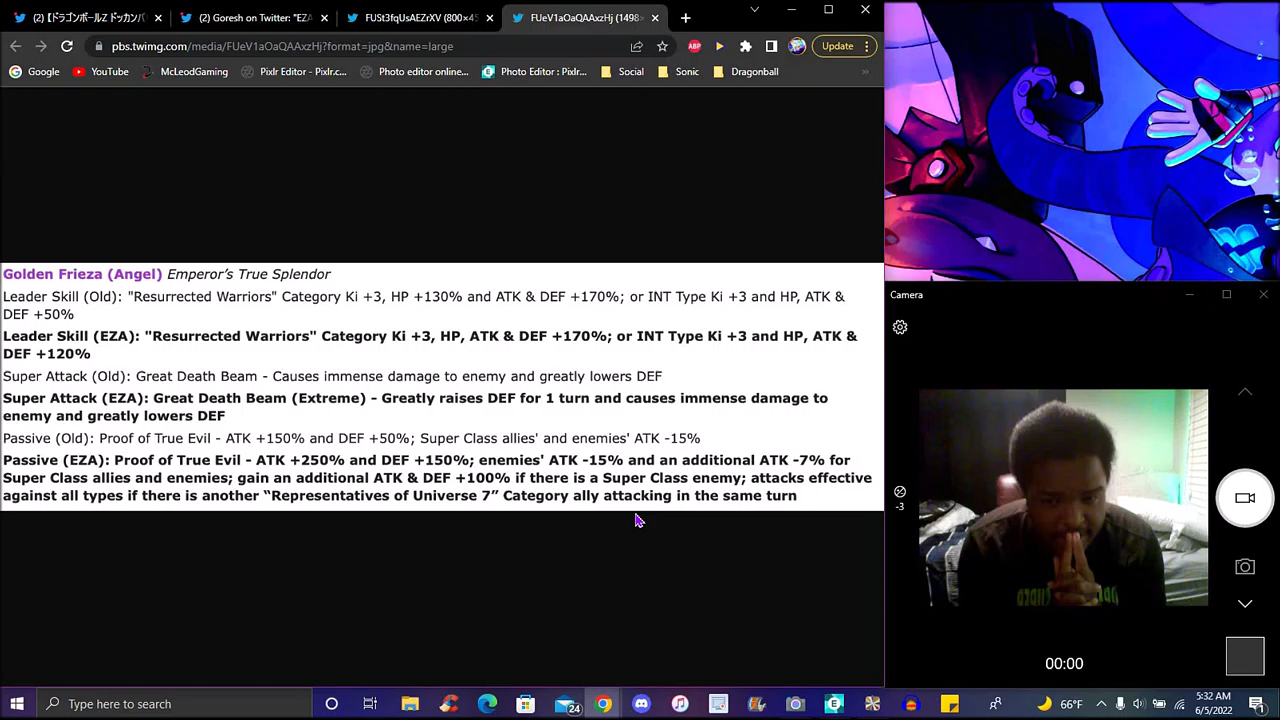 (2) 【ドラゴンボールZ ドッカン
(2) Goresh on Twitter: "EZA
FUSt3fqUsAEZrXV (800×45
FUeV1aOaQAAxzHj (1498×
pbs.twimg.com/media/FUeV1aOaQAAxzHj?format=jpg&name=large
ABP
Update
Google
YouTube
McLeodGaming
Pixlr Editor - Pixlr.c...
Photo editor online...
Photo Editor : Pixlr...
Social
Sonic
Dragonball
»
Golden Frieza (Angel) Emperor's True Splendor
Leader Skill (Old): "Resurrected Warriors" Category Ki +3, HP +130% and ATK & DEF +170%; or INT Type Ki +3 and HP, ATK &
DEF +50%
Leader Skill (EZA): "Resurrected Warriors" Category Ki +3, HP, ATK & DEF +170%; or INT Type Ki +3 and HP, ATK &
DEF +120%
Super Attack (Old): Great Death Beam - Causes immense damage to enemy and greatly lowers DEF
Super Attack (EZA): Great Death Beam (Extreme) - Greatly raises DEF for 1 turn and causes immense damage to
enemy and greatly lowers DEF
Passive (Old): Proof of True Evil - ATK +150% and DEF +50%; Super Class allies' and enemies' ATK -15%
Passive (EZA): Proof of True Evil - ATK +250% and DEF +150%; enemies' ATK -15% and an additional ATK -7% for
Super Class allies and enemies; gain an additional ATK & DEF +100% if there is a Super Class enemy; attacks effective
against all types if there is another “Representatives of Universe 7” Category ally attacking in the same turn
Camera
-3
00:00
Type here to search
24
66°F
5:32 AM
6/5/2022
1